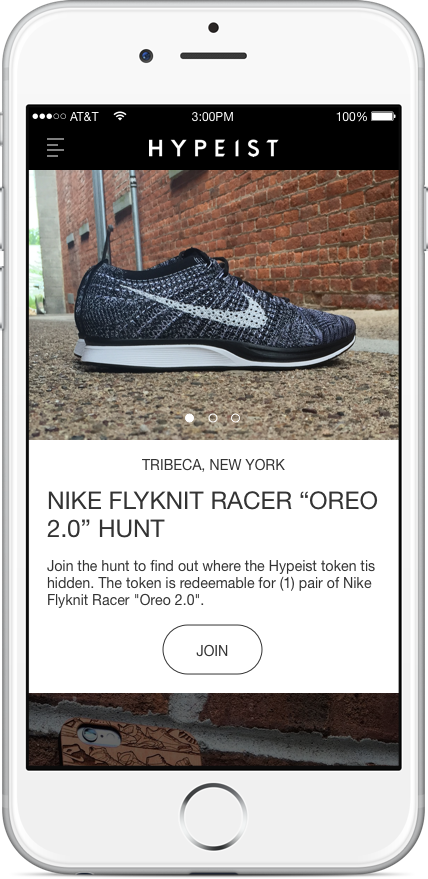 ●●●○○ AT&T 3:00PM 100%
HYPEIST
TRIBECA, NEW YORK
NIKE FLYKNIT RACER “OREO
2.0” HUNT
Join the hunt to find out where the Hypeist token tis
hidden. The token is redeemable for (1) pair of Nike
Flyknit Racer "Oreo 2.0".
JOIN